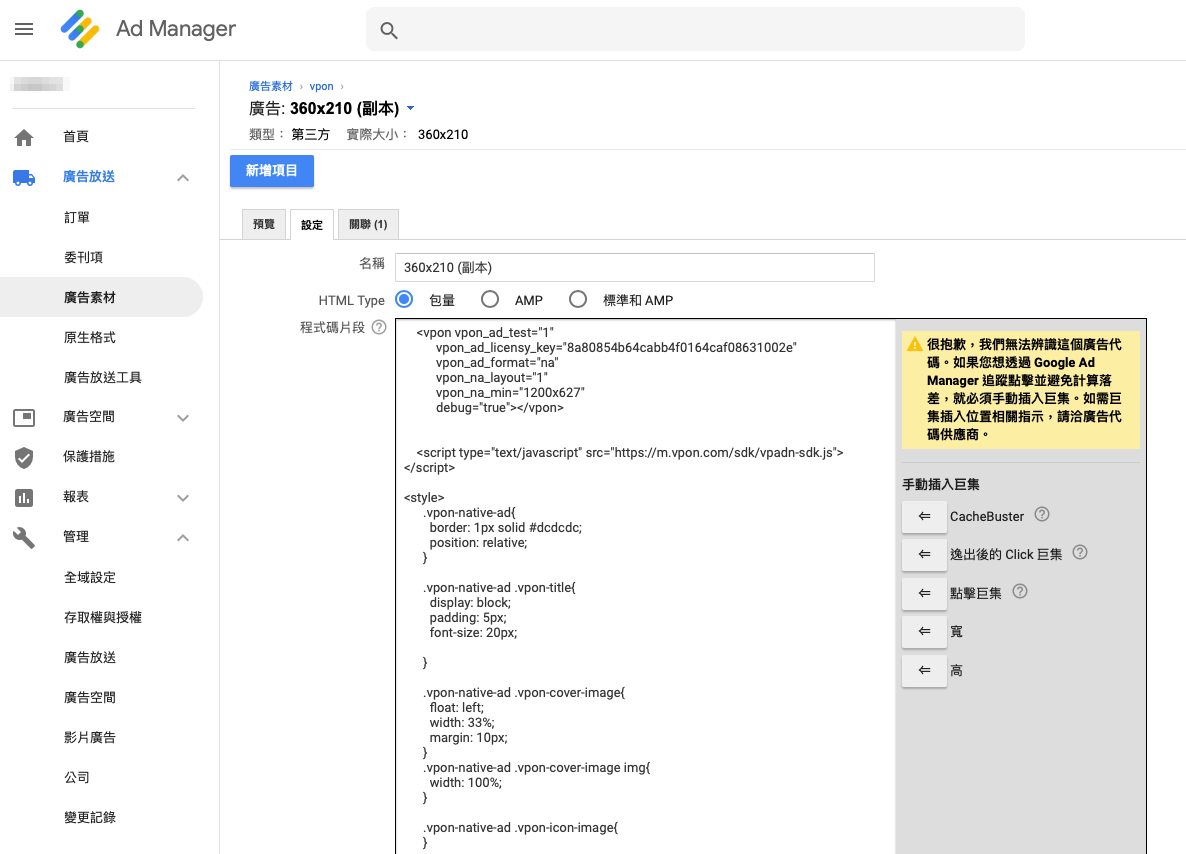 Ad Manager
首頁
廣告放送
訂單
委刊項
廣告素材
原生格式
廣告放送工具
廣告空間
保護措施
報表
管理
全域設定
存取權與授權
廣告放送
廣告空間
影片廣告
公司
變更記錄
廣告素材 › vpon ›
廣告: 360x210 (副本)
類型： 第三方 實際大小： 360x210
新增項目
預覽 設定 關聯 (1)
名稱 360x210 (副本)
HTML Type 包量 AMP 標準和 AMP
程式碼片段
<vpon vpon_ad_test="1"
vpon_ad_licensy_key="8a80854b64cabb4f0164caf08631002e"
vpon_ad_format="na"
vpon_na_layout="1"
vpon_na_min="1200x627"
debug="true"></vpon>
<script type="text/javascript" src="https://m.vpon.com/sdk/vpadn-sdk.js">
</script>
<style>
.vpon-native-ad{
border: 1px solid #dcdcdc;
position: relative;
}
.vpon-native-ad .vpon-title{
display: block;
padding: 5px;
font-size: 20px;
}
.vpon-native-ad .vpon-cover-image{
float: left;
width: 33%;
margin: 10px;
}
.vpon-native-ad .vpon-cover-image img{
width: 100%;
}
.vpon-native-ad .vpon-icon-image{
}
很抱歉，我們無法辨識這個廣告代
碼。如果您想透過 Google Ad
Manager 追蹤點擊並避免計算落
差，就必須手動插入巨集。如需巨
集插入位置相關指示，請洽廣告代
碼供應商。
手動插入巨集
⇐ CacheBuster
⇐ 逸出後的 Click 巨集
⇐ 點擊巨集
⇐ 寬
⇐ 高